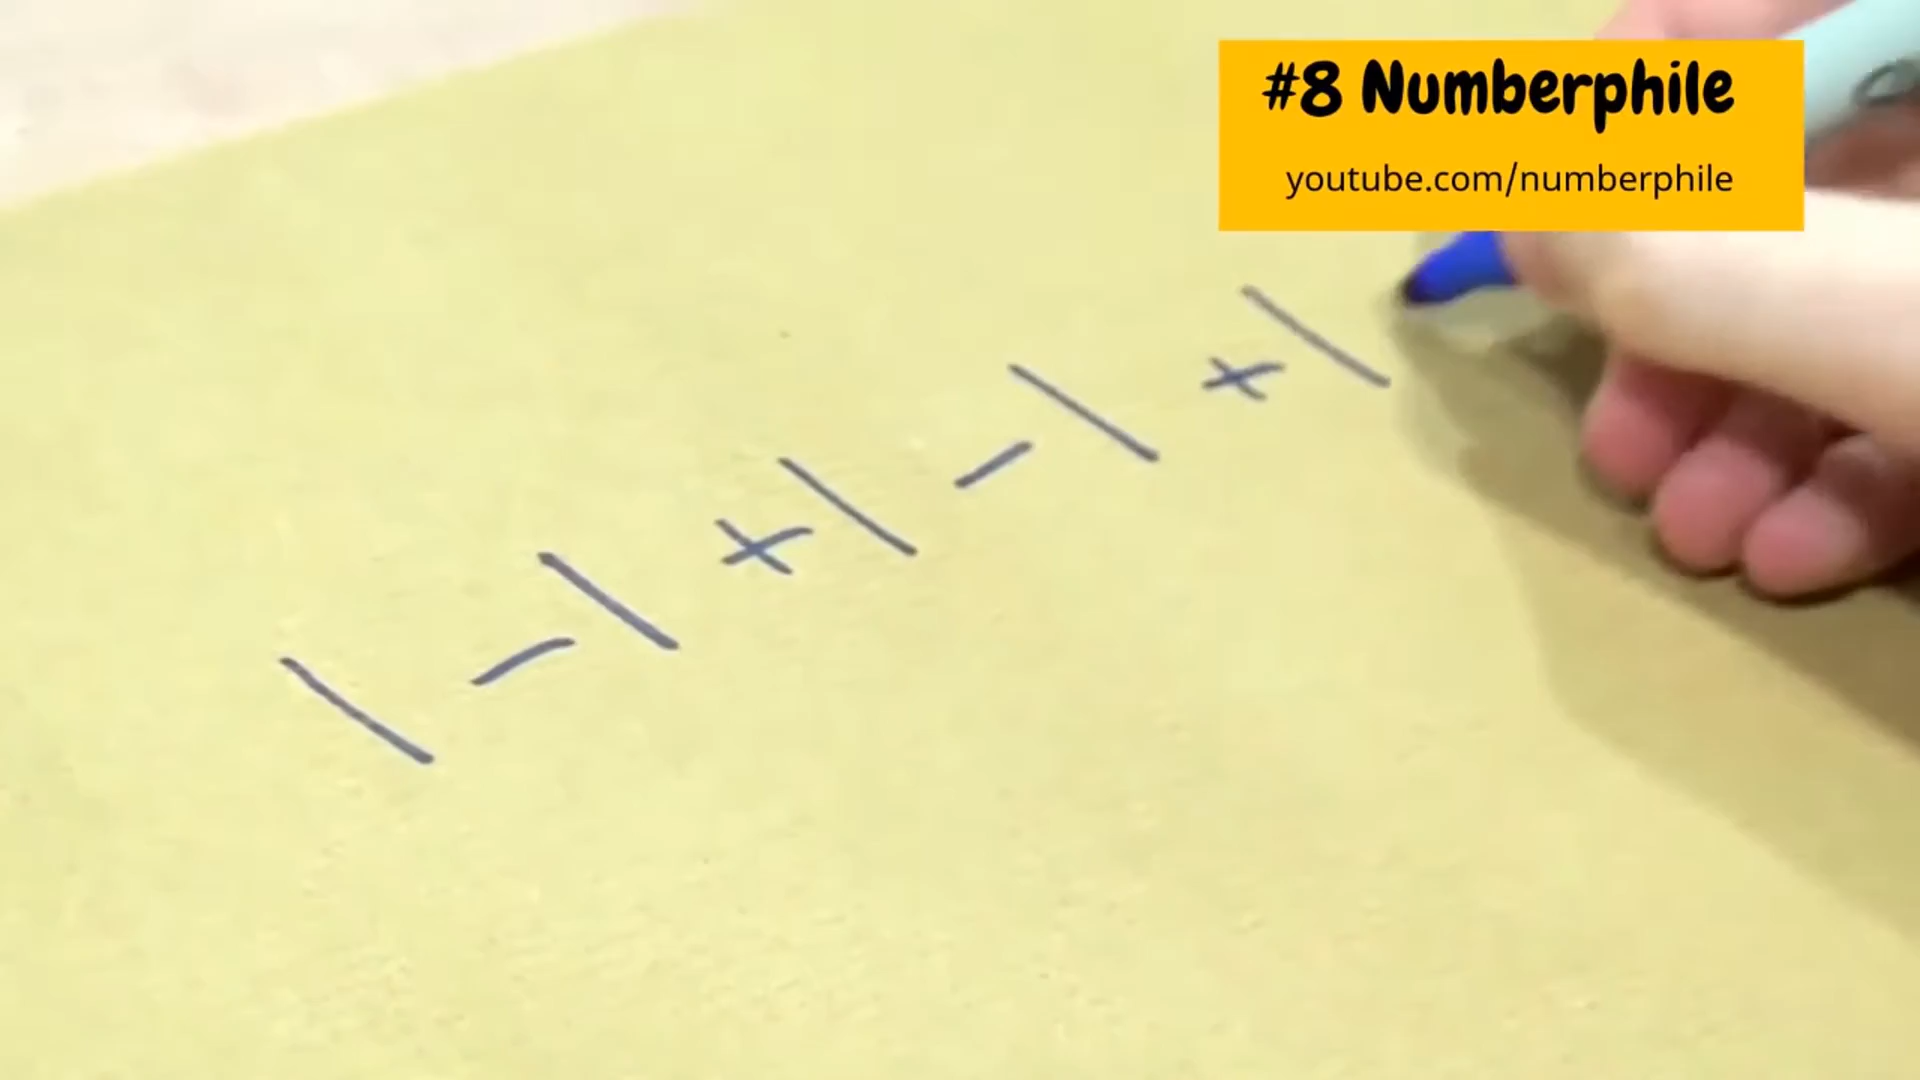 #8 Numberphile
youtube.com/numberphile
1 - 1 + 1 - 1 + 1